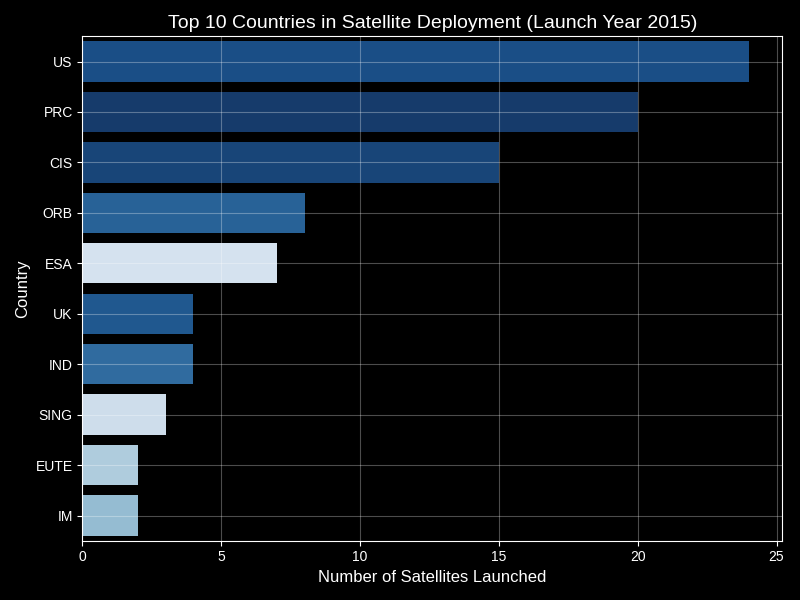 Top 10 Countries in Satellite Deployment (Launch Year 2015)
US
PRC
CIS
ORB
ESA
UK
IND
SING
EUTE
IM
Country
0 5 10 15 20 25
Number of Satellites Launched